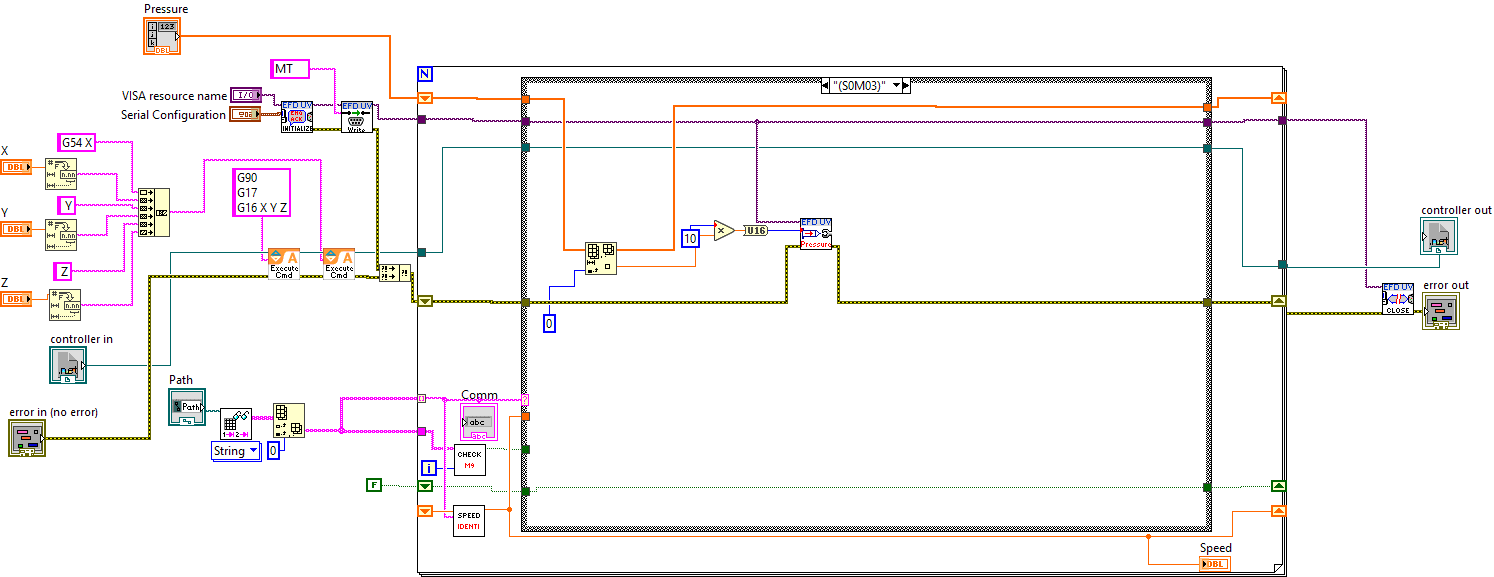 Pressure
123
DBL
MT
N
"(S0M03)"
VISA resource name
I/O
Serial Configuration
EFD UV
INITIALIZE
EFD UV
Write
G54 X
X
DBL
Y
Y
DBL
G90
G17
G16 X Y Z
Z
Z
DBL
Execute
Cmd
Execute
Cmd
10
U16
EFD UV
Pressure
0
controller out
.net
error out
EFD UV
CLOSE
controller in
.net
Path
Path
error in (no error)
String
0
Comm
abc
abc
CHECK
M9
i
F
SPEED
IDENTI
Speed
DBL